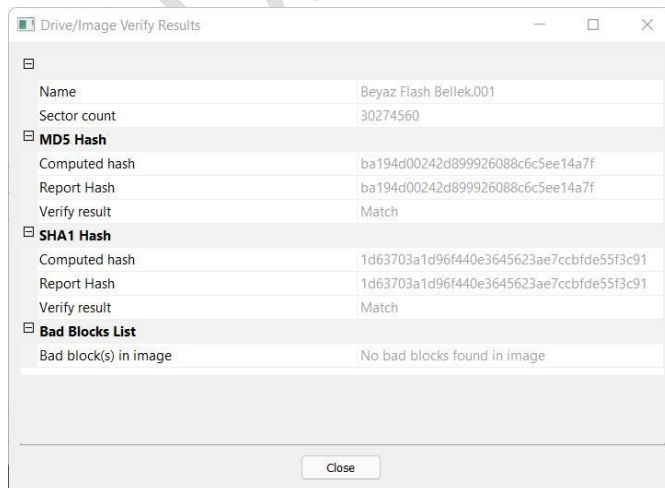 Drive/Image Verify Results
Name Beyaz Flash Bellek.001
Sector count 30274560
MD5 Hash
Computed hash ba194d00242d899926088c6c5ee14a7f
Report Hash ba194d00242d899926088c6c5ee14a7f
Verify result Match
SHA1 Hash
Computed hash 1d63703a1d96f440e3645623ae7ccbfde55f3c91
Report Hash 1d63703a1d96f440e3645623ae7ccbfde55f3c91
Verify result Match
Bad Blocks List
Bad block(s) in image No bad blocks found in image
Close